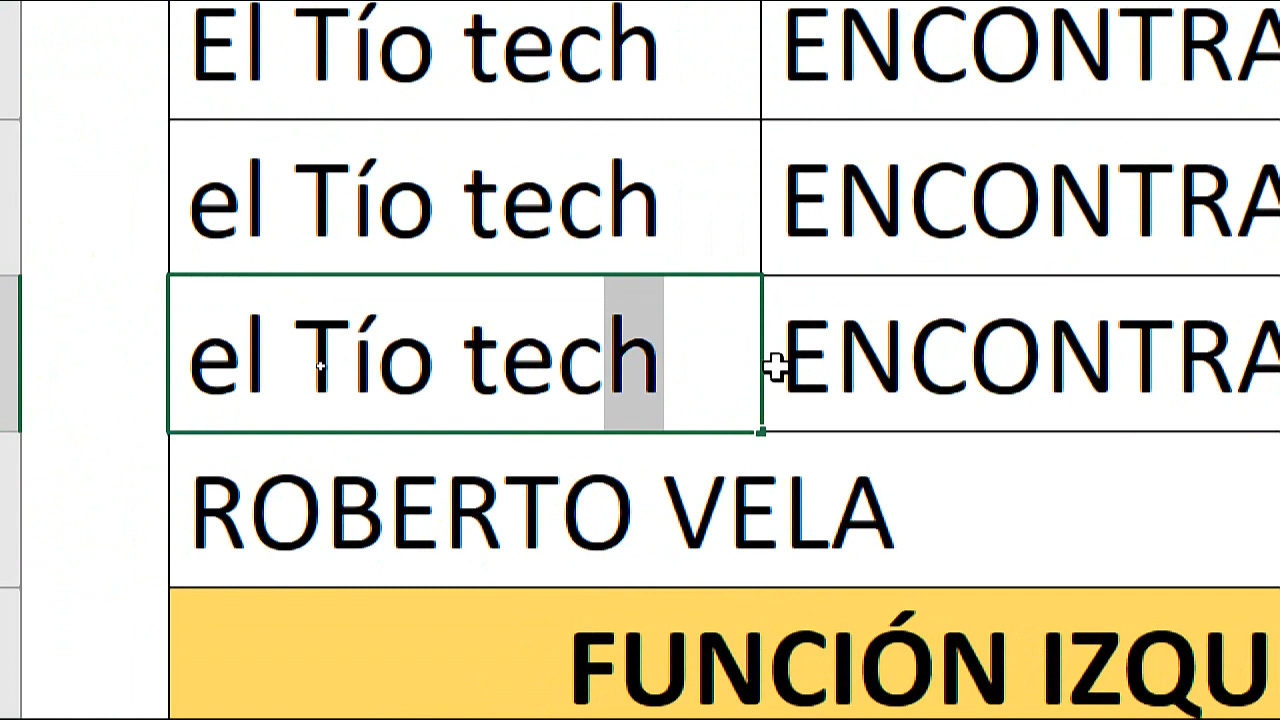 El Tío tech ENCONTRA
el Tío tech ENCONTRA
el Tío tech ENCONTRA
ROBERTO VELA
FUNCIÓN IZQU